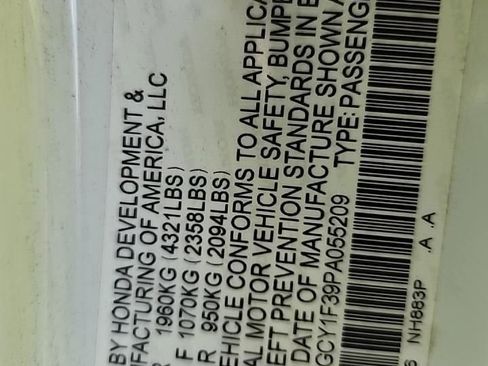 BY HONDA DEVELOPMENT &
FACTURING OF AMERICA, LLC
1960KG (4321LBS)
F 1070KG (2358LBS)
R 950KG (2094LBS)
EHICLE CONFORMS TO ALL APPLICA
AL MOTOR VEHICLE SAFETY, BUMPE
EFT PREVENTION STANDARDS IN E
DATE OF MANUFACTURE SHOWN A
GCY1F39PA055209 TYPE: PASSENG
NH883P .A .A